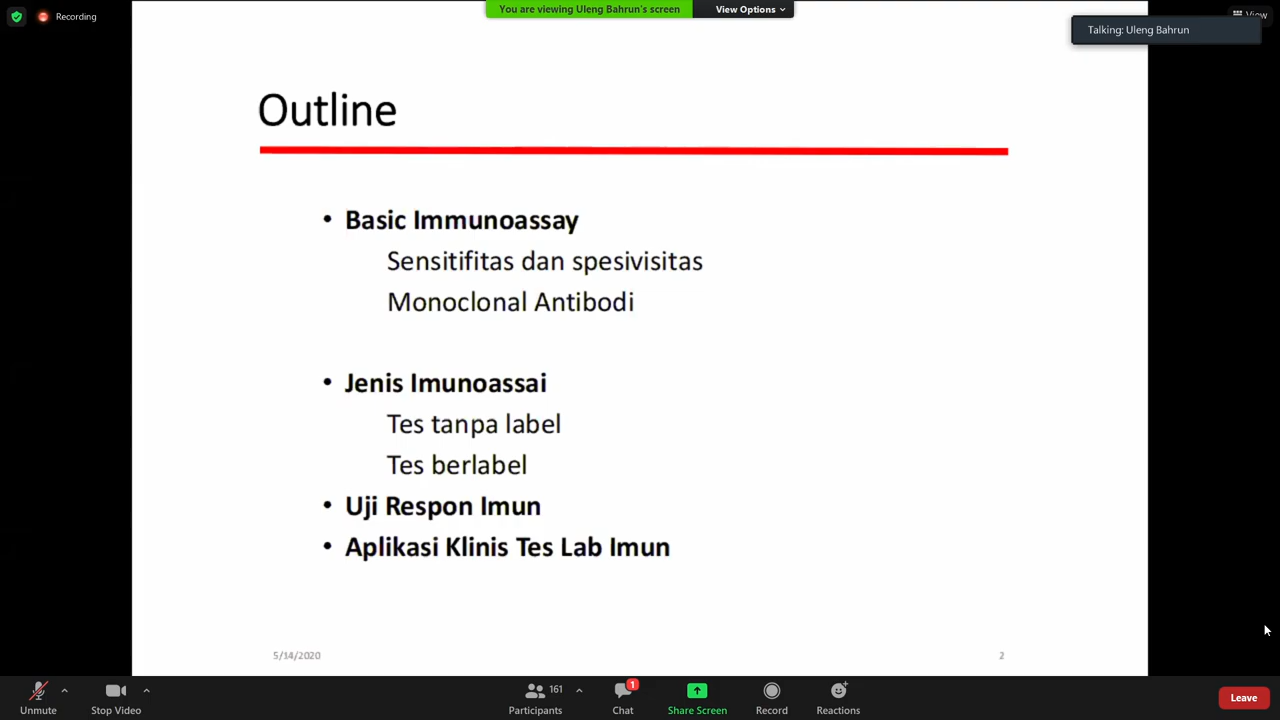 Recording
You are viewing Uleng Bahrun's screen
View Options
View
Talking: Uleng Bahrun
Outline
• Basic Immunoassay
Sensitifitas dan spesivisitas
Monoclonal Antibodi
• Jenis Imunoassai
Tes tanpa label
Tes berlabel
• Uji Respon Imun
• Aplikasi Klinis Tes Lab Imun
5/14/2020
2
Unmute
Stop Video
161
Participants
1
Chat
Share Screen
Record
Reactions
Leave